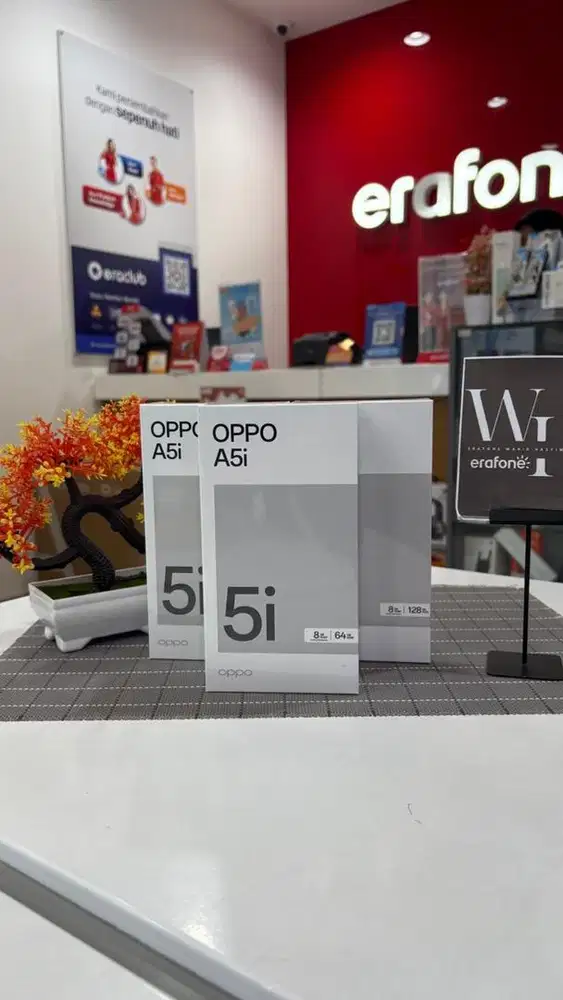 Kami persembahkan
dengan sepenuh hati
eraclub
erafon
OPPO
A5i
5i
oppo
OPPO
A5i
5i
8 64
oppo
8 128
W
erafone